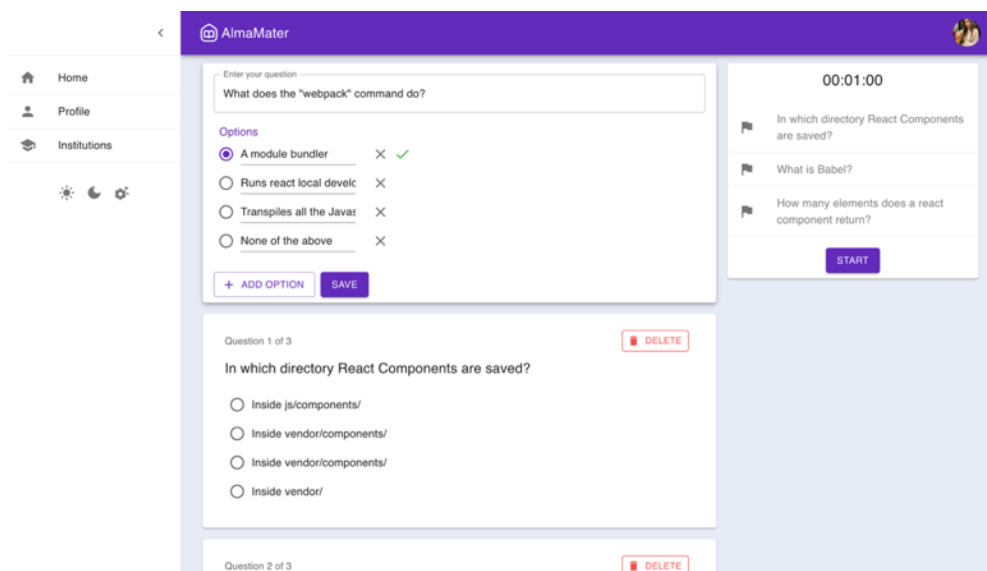 AlmaMater
Home
Profile
Institutions
Enter your question
What does the "webpack" command do?
Options
A module bundler
Runs react local develc
Transpiles all the Javas
None of the above
+ ADD OPTION
SAVE
Question 1 of 3
DELETE
In which directory React Components are saved?
Inside js/components/
Inside vendor/components/
Inside vendor/components/
Inside vendor/
Question 2 of 3
DELETE
00:01:00
In which directory React Components
are saved?
What is Babel?
How many elements does a react
component return?
START